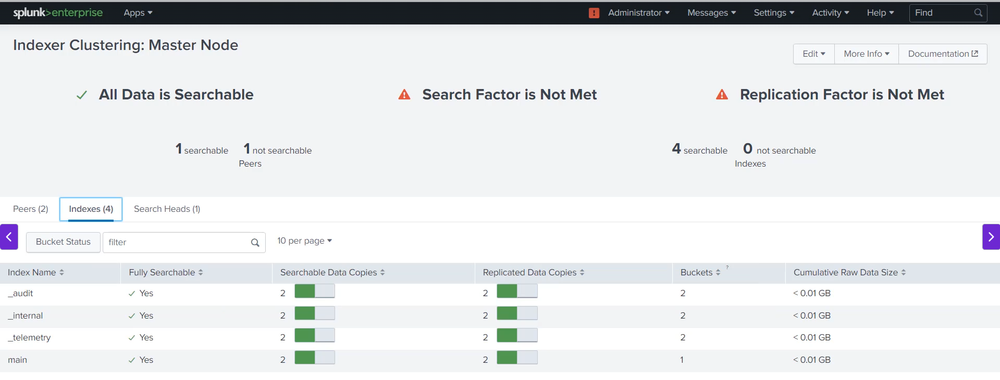 splunk>enterprise Apps Administrator Messages Settings Activity Help Find
Indexer Clustering: Master Node
Edit More Info Documentation
All Data is Searchable Search Factor is Not Met Replication Factor is Not Met
1 searchable 1 not searchable 4 searchable 0 not searchable
Peers Indexes
Peers (2) Indexes (4) Search Heads (1)
Bucket Status filter 10 per page
Index Name Fully Searchable Searchable Data Copies Replicated Data Copies Buckets ? Cumulative Raw Data Size
_audit Yes 2 2 2 < 0.01 GB
_internal Yes 2 2 2 < 0.01 GB
_telemetry Yes 2 2 2 < 0.01 GB
main Yes 2 2 1 < 0.01 GB